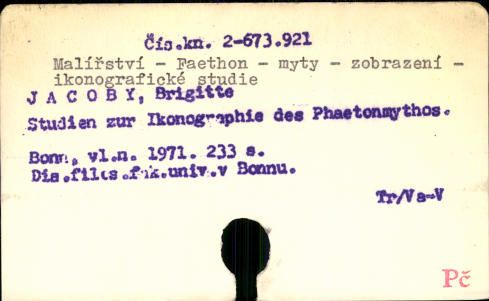 Čís.kn. 2-673.921
Malířství - Faethon - myty - zobrazení -
ikonografické studie
J A C O B Y, Brigitte
Studien zur Ikonographie des Phaetonmythos.
Bonn, vl.n. 1971. 233 s.
Dis.filos.fak.univ.v Bonnu.
Tr/Va-V
Pč